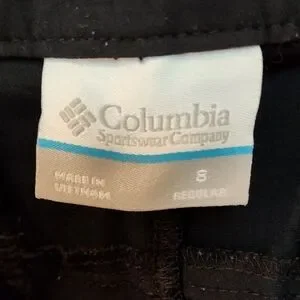 Columbia
Sportswear Company
MADE IN
VIETNAM
8
REGULAR